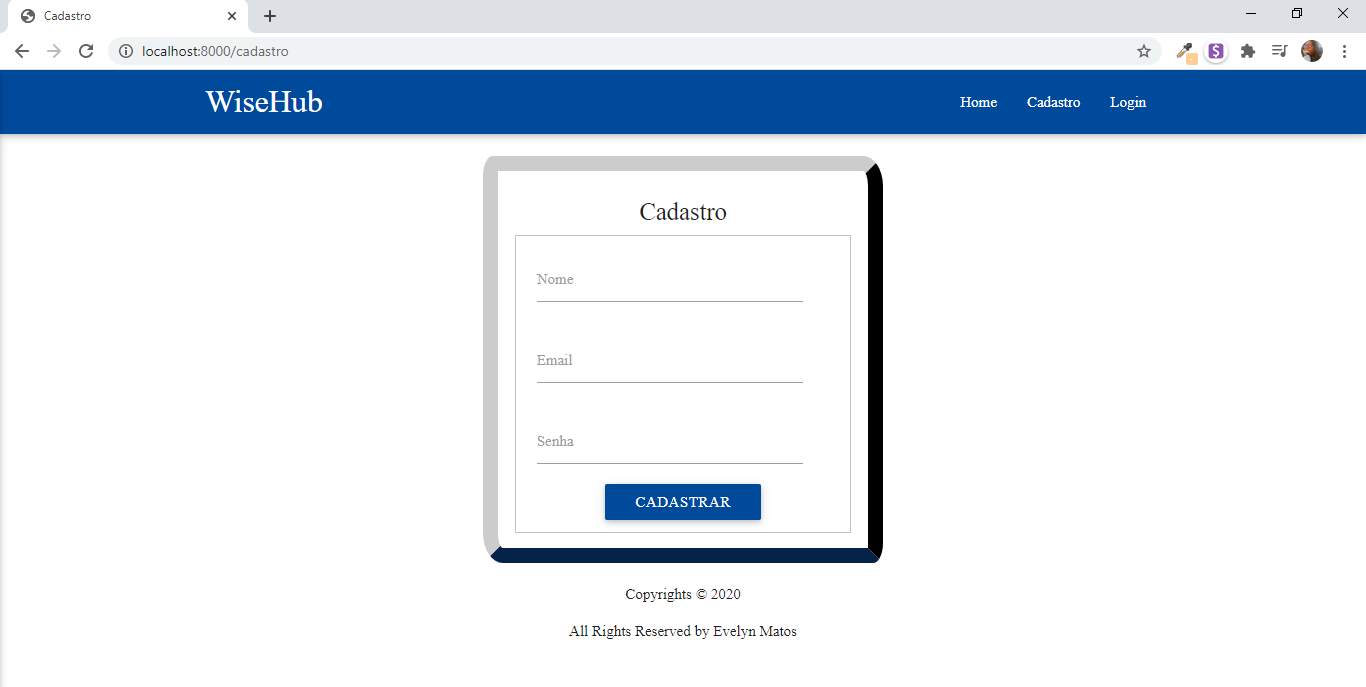 Cadastro
localhost:8000/cadastro
WiseHub
Home Cadastro Login
Cadastro
Nome
Email
Senha
CADASTRAR
Copyrights © 2020
All Rights Reserved by Evelyn Matos